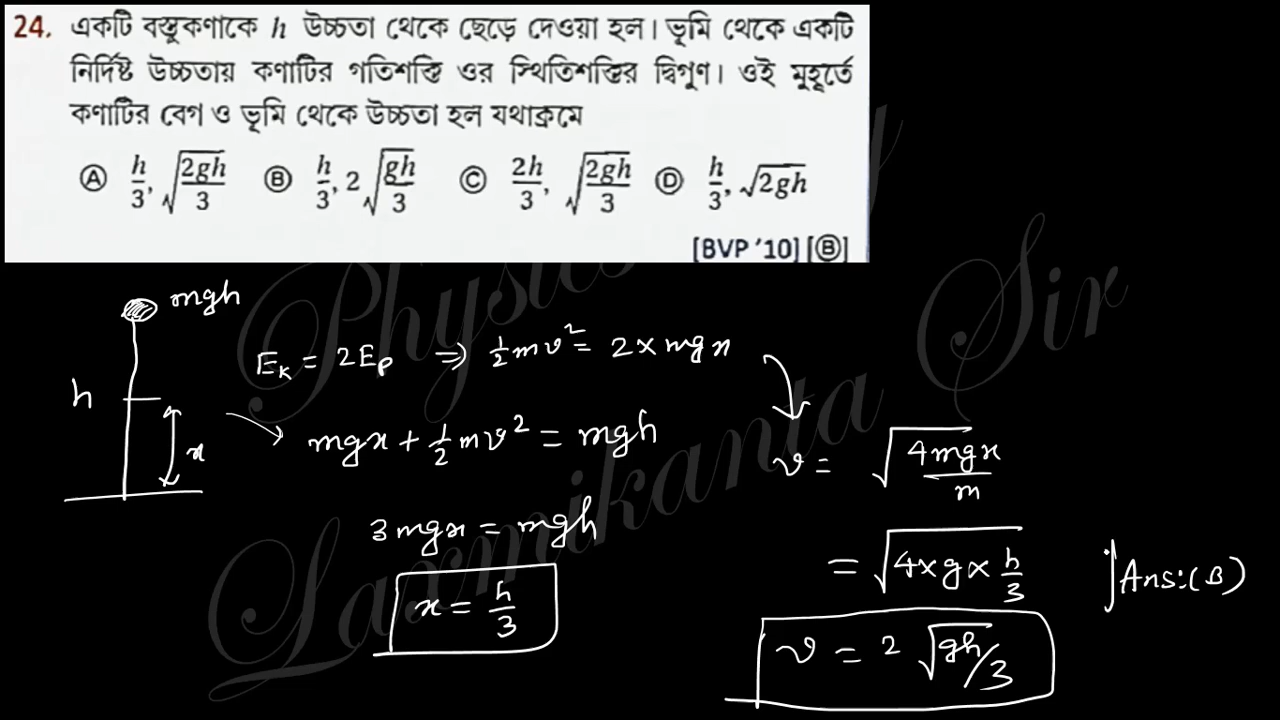 24. একটি বস্তুকণাকে h উচ্চতা থেকে ছেড়ে দেওয়া হল। ভূমি থেকে একটি
নির্দিষ্ট উচ্চতায় কণাটির গতিশক্তি ওর স্থিতিশক্তির দ্বিগুণ। ওই মুহূর্তে
কণাটির বেগ ও ভূমি থেকে উচ্চতা হল যথাক্রমে
Ⓐ h/3, √(2gh/3) Ⓑ h/3, 2√(gh/3) Ⓒ 2h/3, √(2gh/3) Ⓓ h/3, √2gh
[BVP '10] [Ⓑ]
mgh
h
x
E_K = 2E_P ⇒ ½mv² = 2 × mgx
mgx + ½mv² = mgh
3mgx = mgh
x = h/3
v = √(4mgx/m)
= √(4×g×h/3)
v = 2√gh/3
Ans:(B)
Physics
Laxmikanta Sir